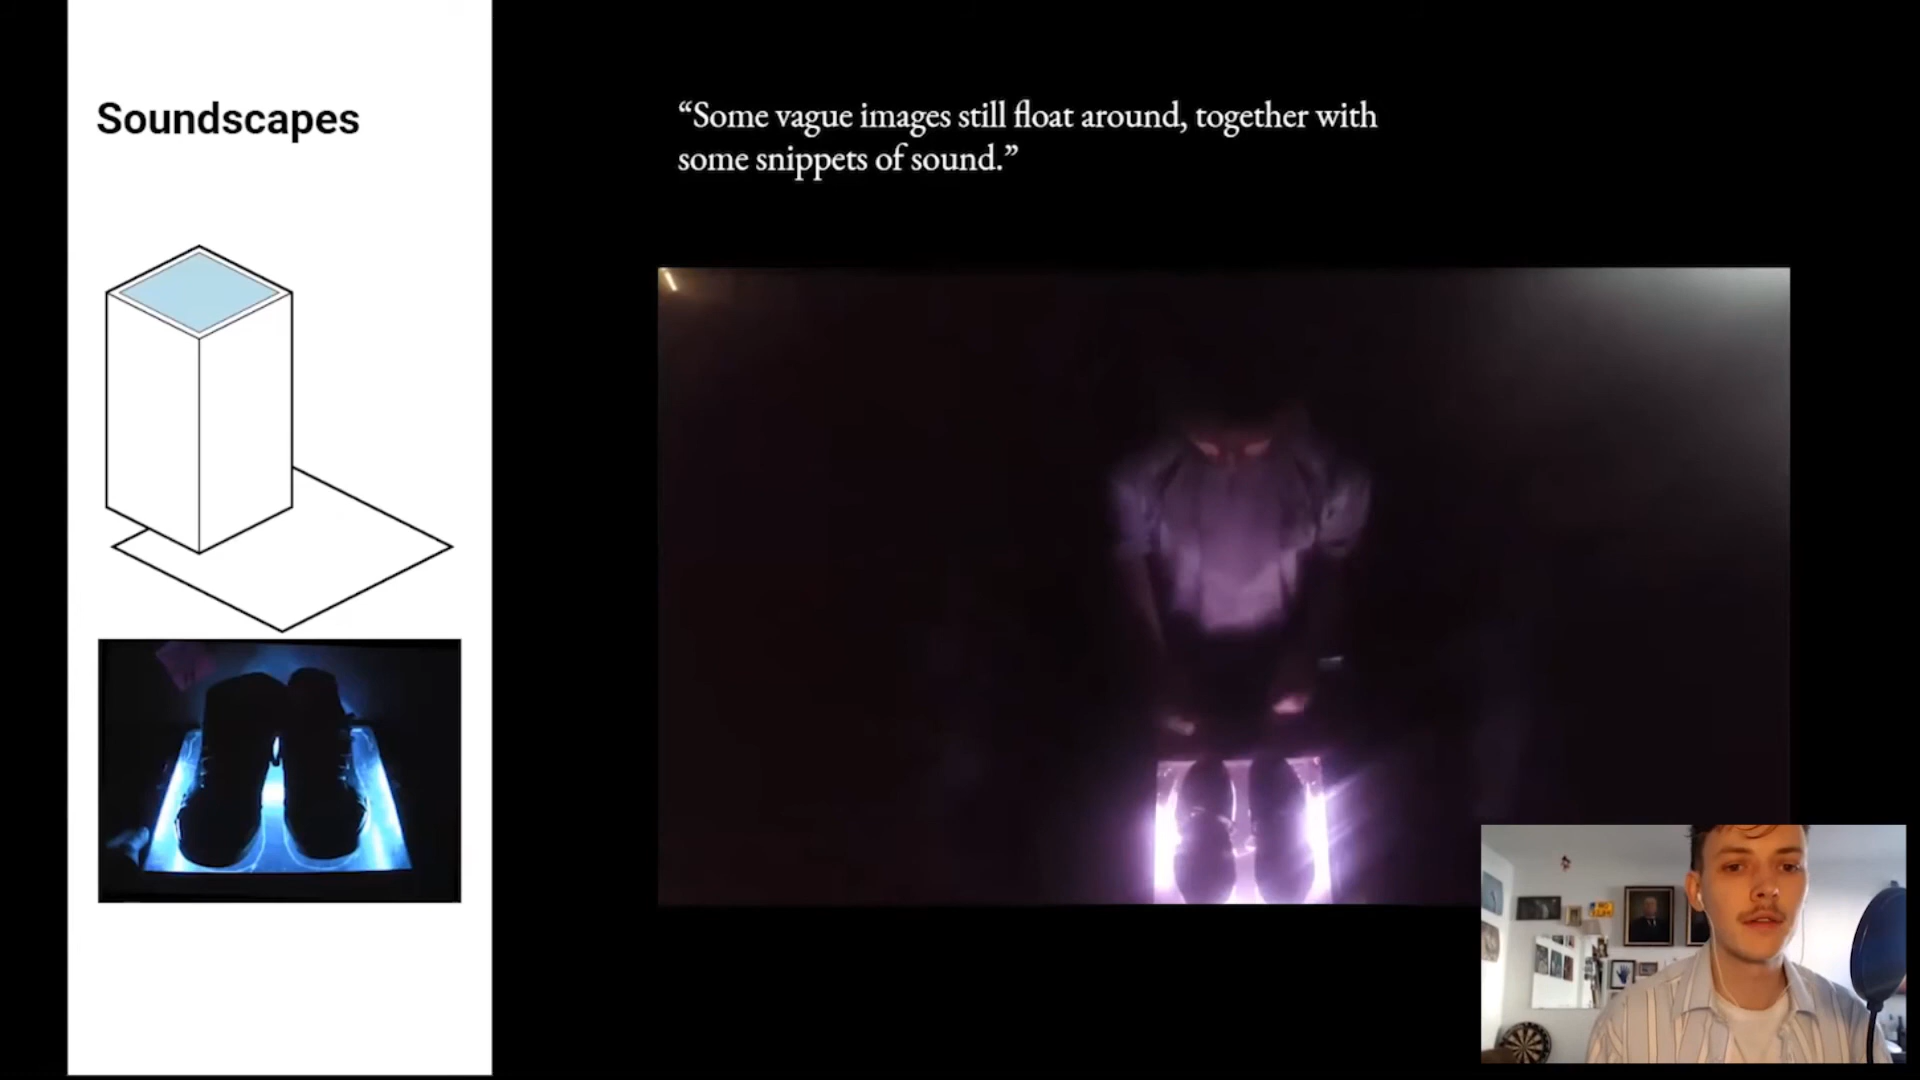 Soundscapes
“Some vague images still float around, together with
some snippets of sound.”